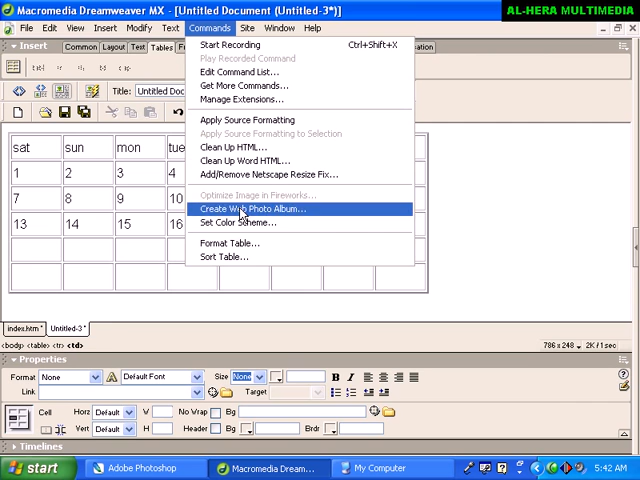 Macromedia Dreamweaver MX - [Untitled Document (Untitled-3*)]
AL-HERA MULTIMEDIA
File Edit View Insert Modify Text Commands Site Window Help
Insert Common Layout Text Tables
Start Recording Ctrl+Shift+X
Play Recorded Command
Edit Command List...
Get More Commands...
Manage Extensions...
Apply Source Formatting
Apply Source Formatting to Selection
Clean Up HTML...
Clean Up Word HTML...
Add/Remove Netscape Resize Fix...
Optimize Image in Fireworks...
Create Web Photo Album...
Set Color Scheme...
Format Table...
Sort Table...
Title: Untitled Doc
sat sun mon tue
1 2 3 4
7 8 9 10
13 14 15 16
index.htm* Untitled-3*
<body> <table> <tr> <td>
786 x 248 2K / 1 sec
Properties
Format None Default Font Size None
Link Target
Cell Horz Default W No Wrap Bg
Vert Default H Header Bg Brdr
Timelines
start Adobe Photoshop Macromedia Dream... My Computer 5:42 AM